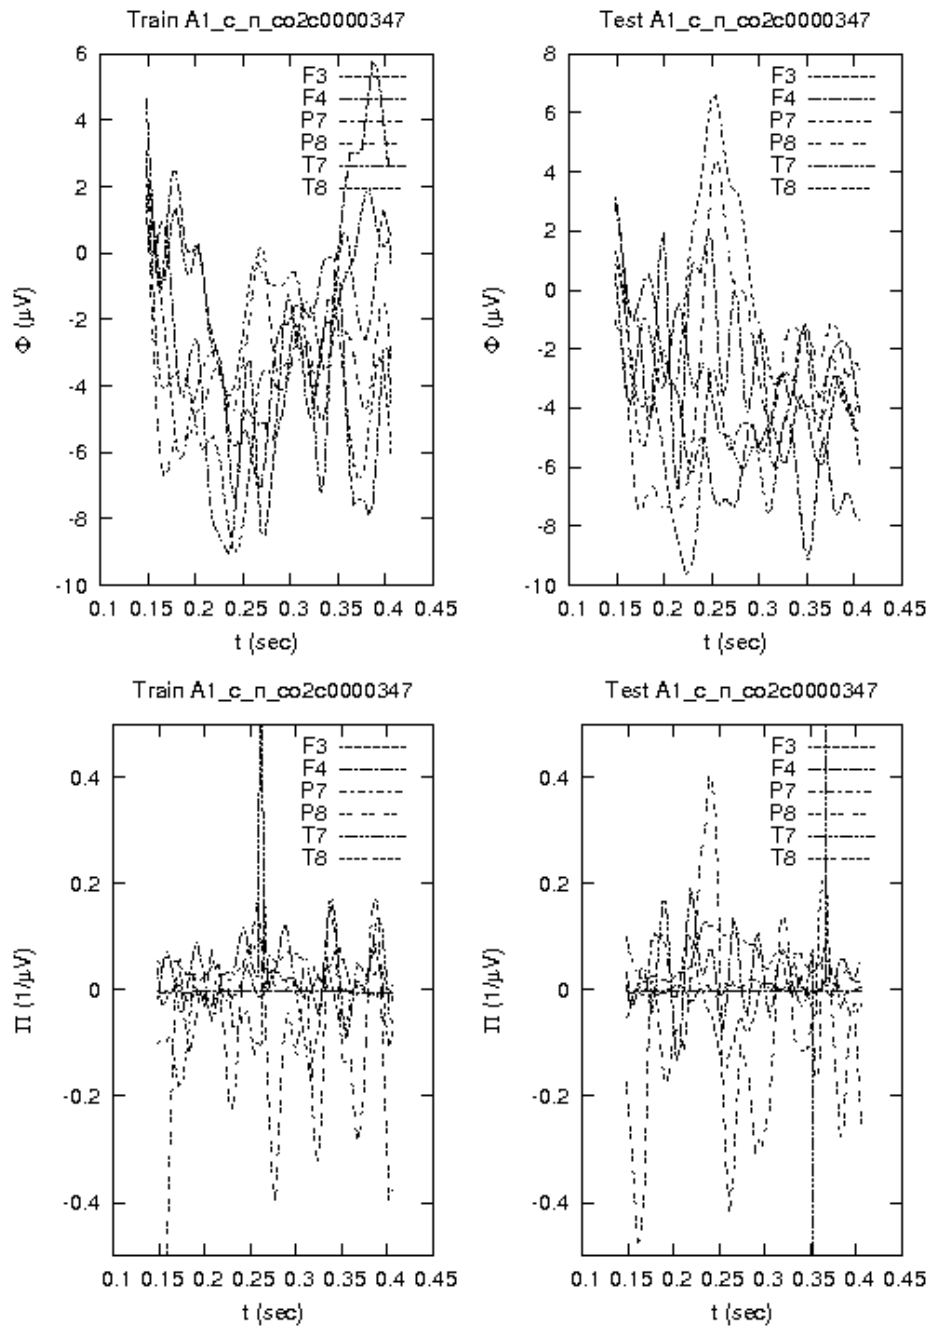 Train A1_c_n_co2c0000347
6
4
2
0
-2
-4
-6
-8
-10
Φ (μV)
F3
F4
P7
P8
T7
T8
0.1 0.15 0.2 0.25 0.3 0.35 0.4 0.45
t (sec)
Test A1_c_n_co2c0000347
8
6
4
2
0
-2
-4
-6
-8
-10
Φ (μV)
F3
F4
P7
P8
T7
T8
0.1 0.15 0.2 0.25 0.3 0.35 0.4 0.45
t (sec)
Train A1_c_n_co2c0000347
0.4
0.2
0
-0.2
-0.4
Π (1/μV)
F3
F4
P7
P8
T7
T8
0.1 0.15 0.2 0.25 0.3 0.35 0.4 0.45
t (sec)
Test A1_c_n_co2c0000347
0.4
0.2
0
-0.2
-0.4
Π (1/μV)
F3
F4
P7
P8
T7
T8
0.1 0.15 0.2 0.25 0.3 0.35 0.4 0.45
t (sec)